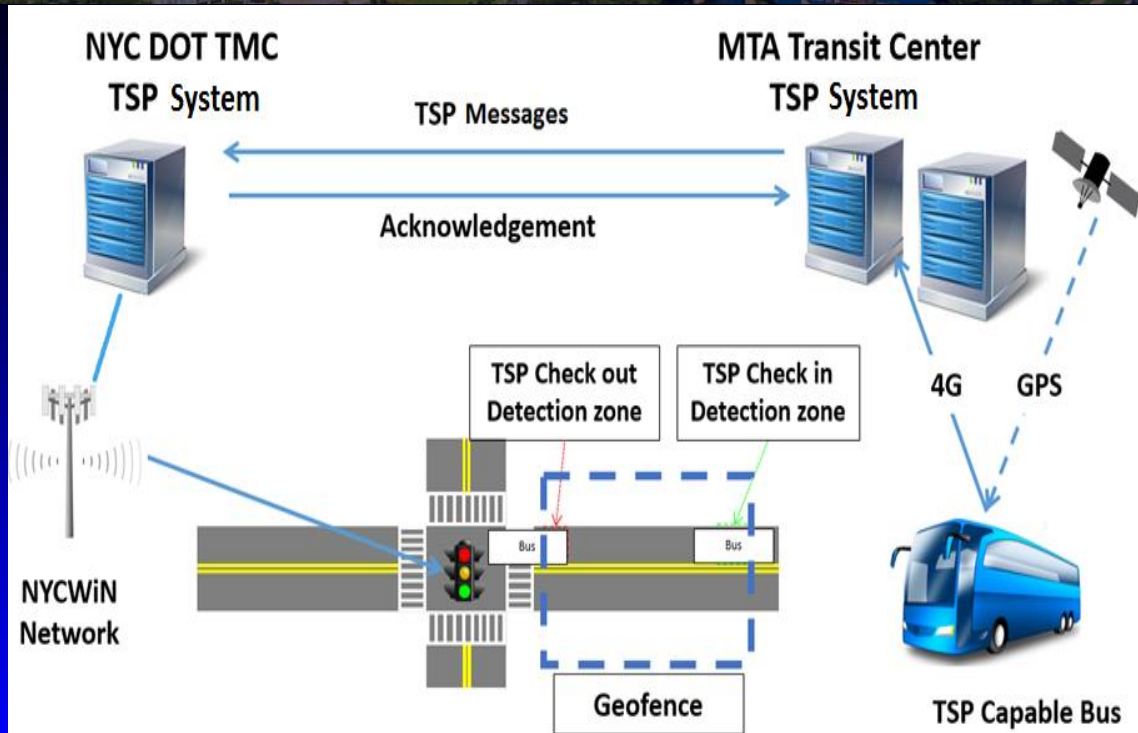 NYC DOT TMC
TSP System
MTA Transit Center
TSP System
TSP Messages
Acknowledgement
TSP Check out
Detection zone
TSP Check in
Detection zone
4G
GPS
Bus
Bus
NYCWiN
Network
Geofence
TSP Capable Bus